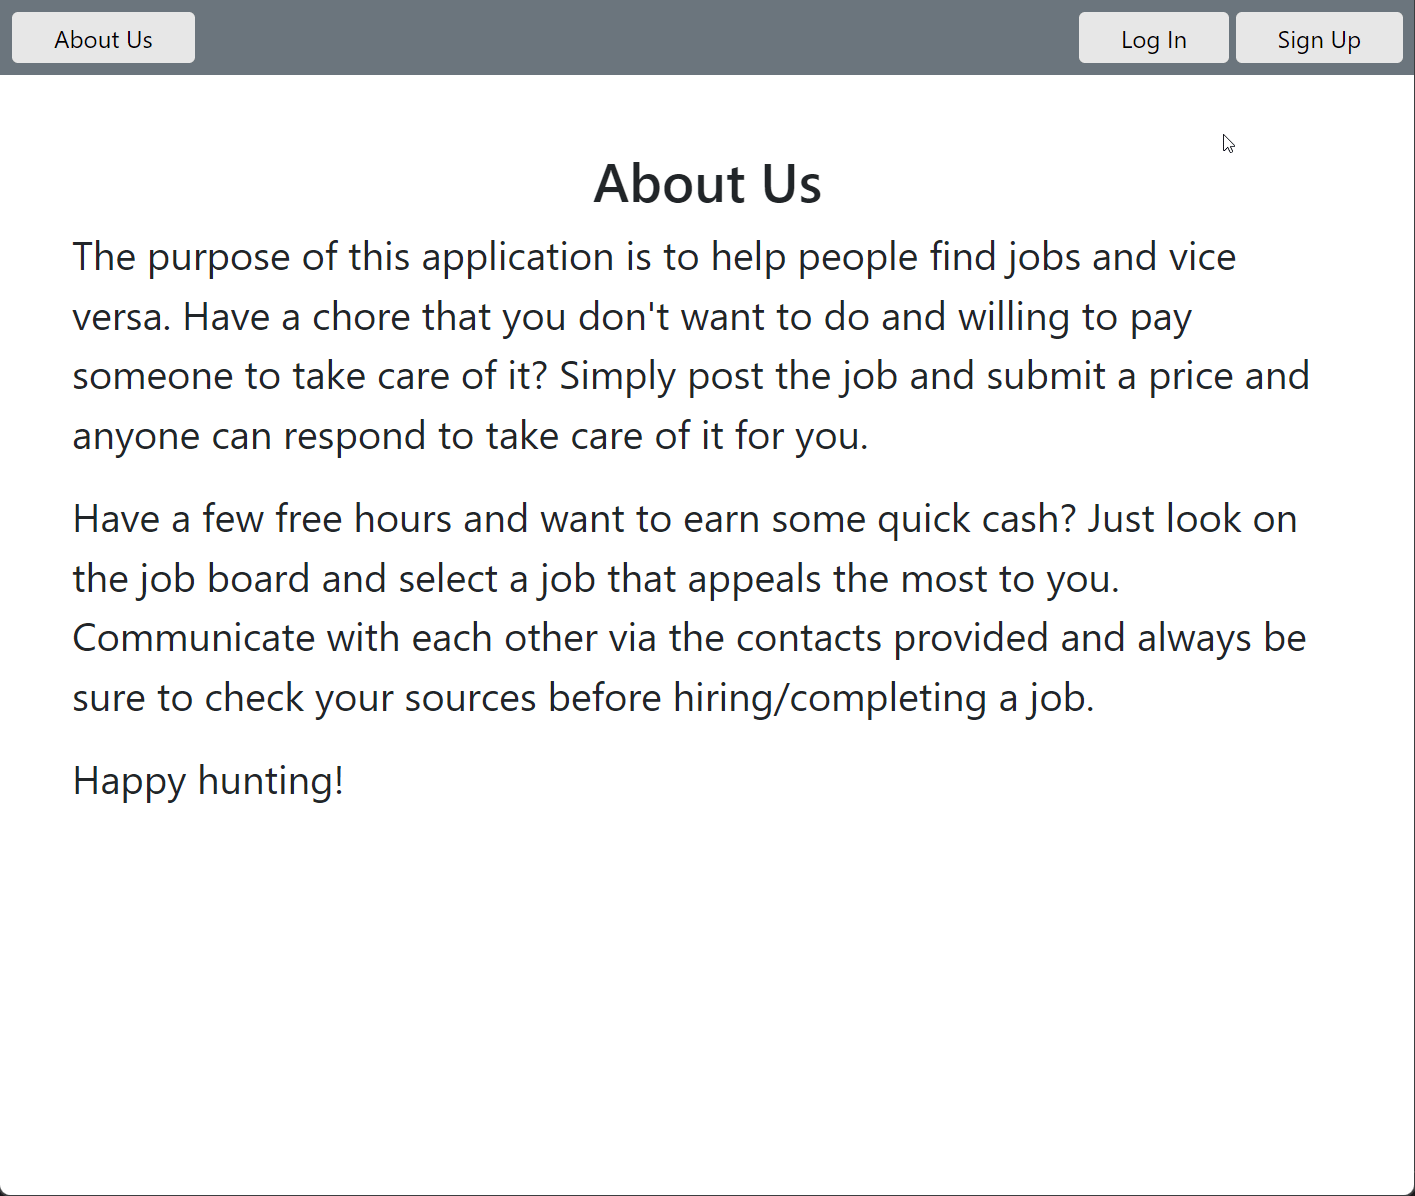 About Us
Log In
Sign Up
About Us
The purpose of this application is to help people find jobs and vice
versa. Have a chore that you don't want to do and willing to pay
someone to take care of it? Simply post the job and submit a price and
anyone can respond to take care of it for you.
Have a few free hours and want to earn some quick cash? Just look on
the job board and select a job that appeals the most to you.
Communicate with each other via the contacts provided and always be
sure to check your sources before hiring/completing a job.
Happy hunting!